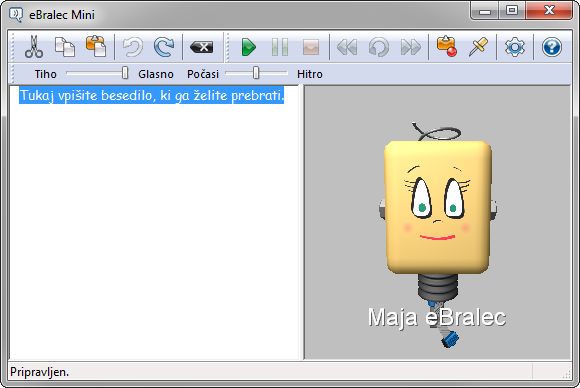 eBralec Mini
Tiho Glasno Počasi Hitro
Tukaj vpišite besedilo, ki ga želite prebrati.
Maja eBralec
Pripravljen.